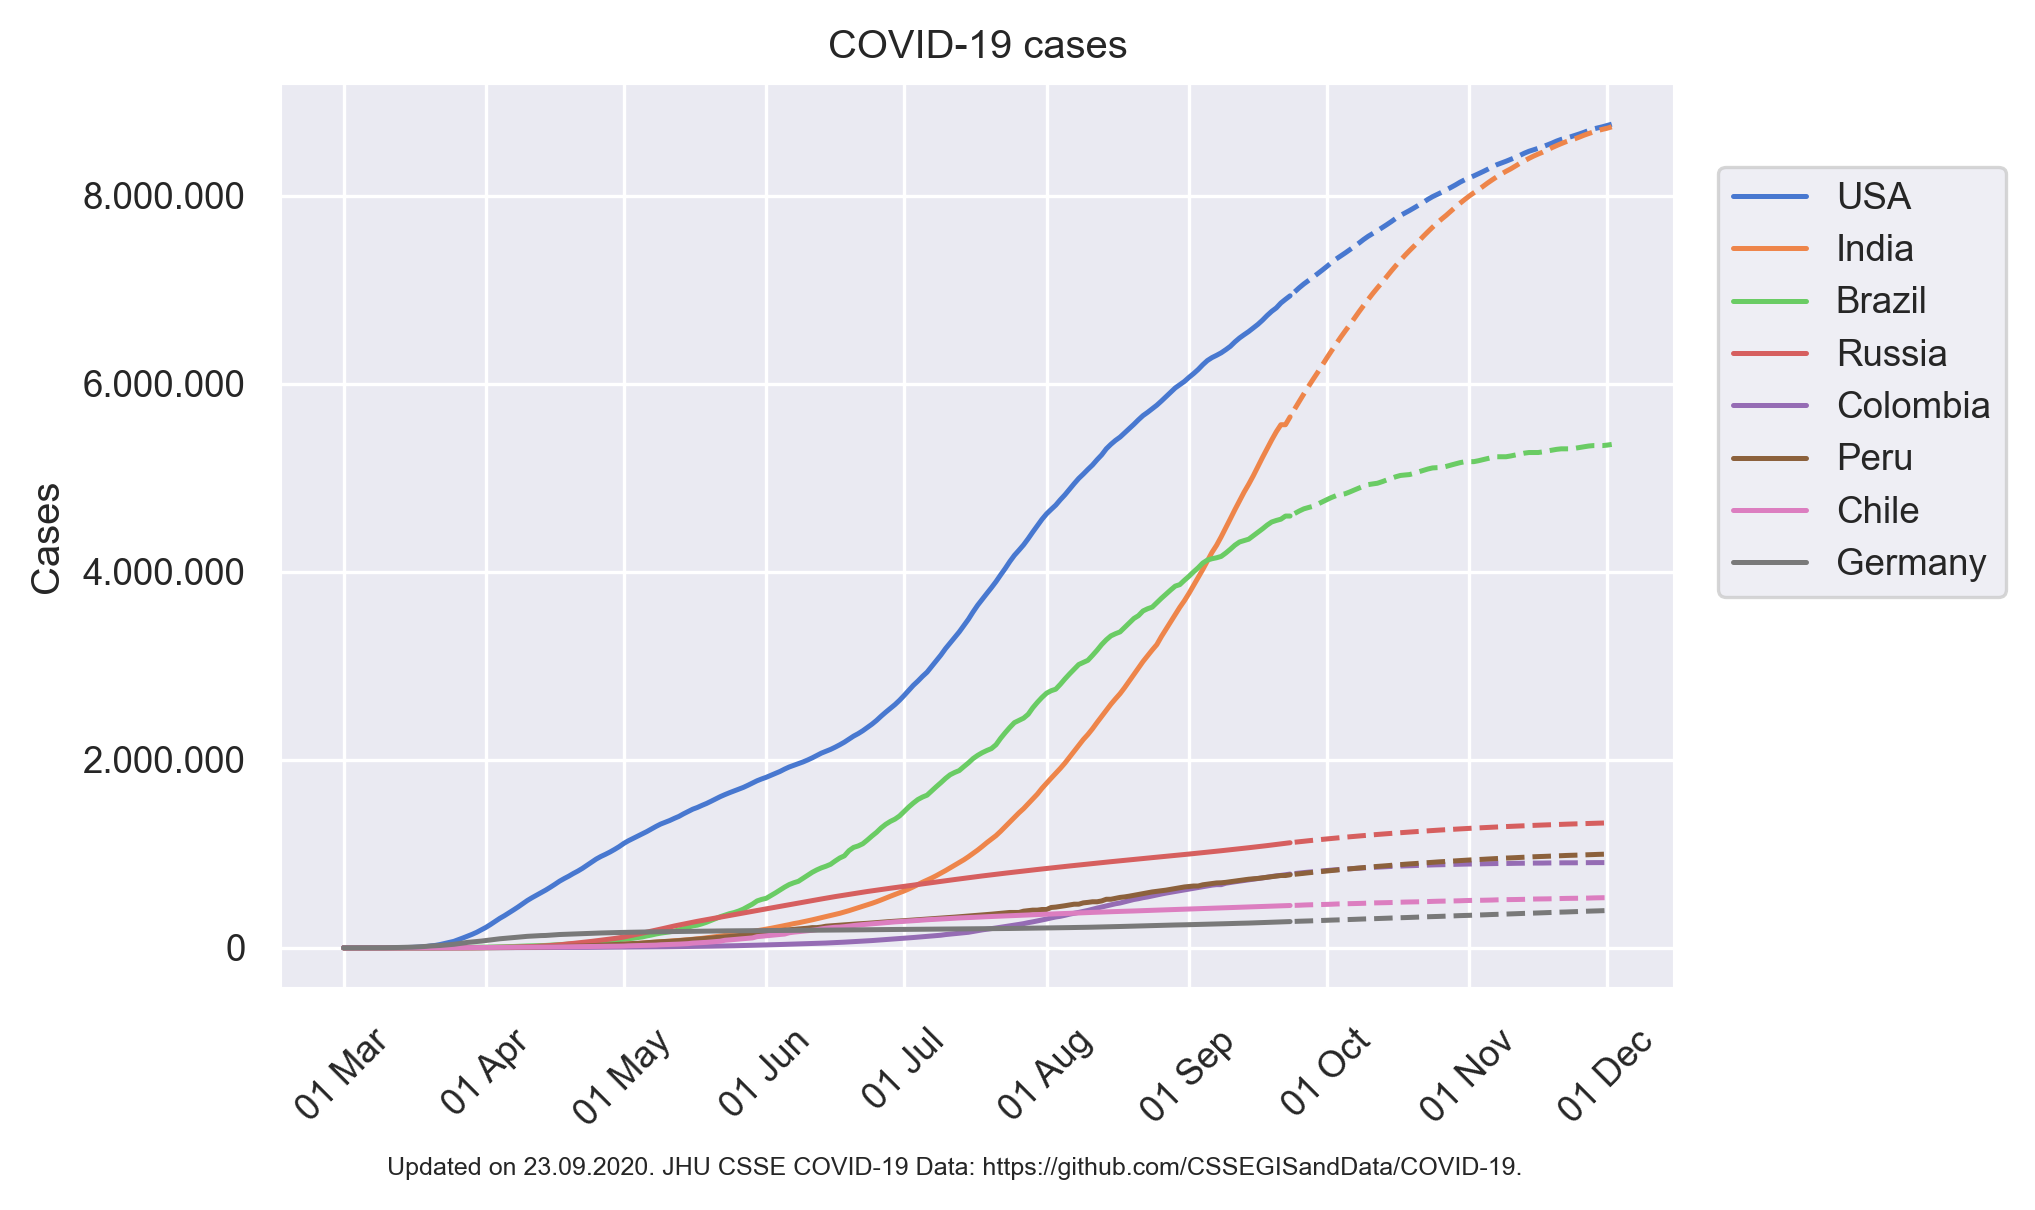 COVID-19 cases
Cases
8.000.000
6.000.000
4.000.000
2.000.000
0
01 Mar
01 Apr
01 May
01 Jun
01 Jul
01 Aug
01 Sep
01 Oct
01 Nov
01 Dec
USA
India
Brazil
Russia
Colombia
Peru
Chile
Germany
Updated on 23.09.2020. JHU CSSE COVID-19 Data: https://github.com/CSSEGISandData/COVID-19.